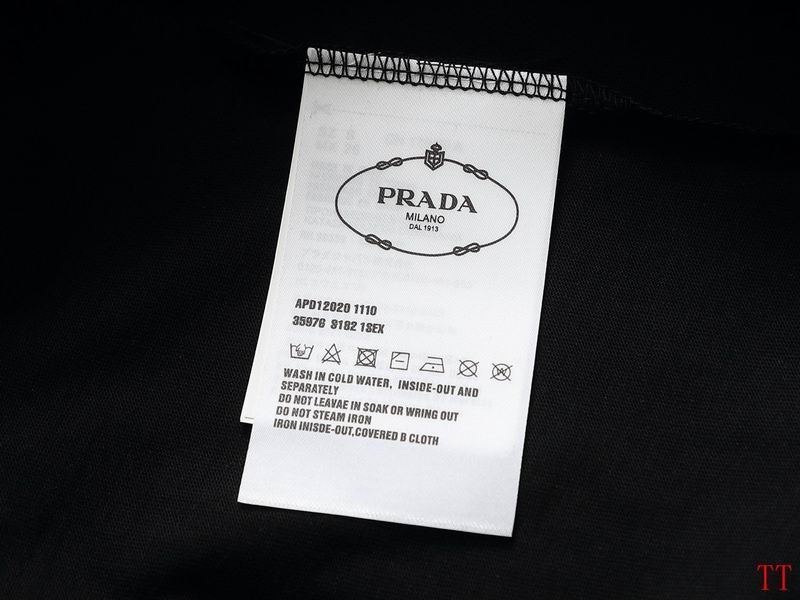 PRADA
MILANO
DAL 1913
APD12020 1110
35976 9182 1SEX
WASH IN COLD WATER, INSIDE-OUT AND
SEPARATELY
DO NOT LEAVAE IN SOAK OR WRING OUT
DO NOT STEAM IRON
IRON INISDE-OUT,COVERED B CLOTH
TT